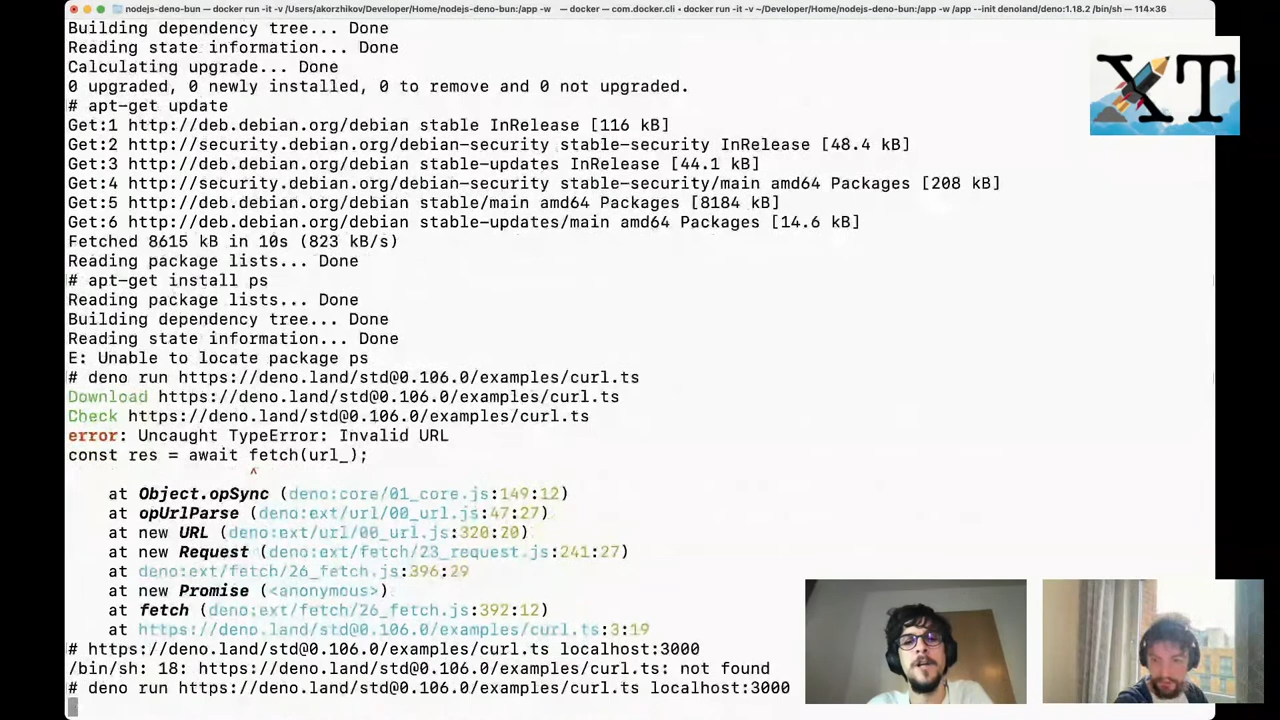 nodejs-deno-bun — docker run -it -v /Users/akorzhikov/Developer/Home/nodejs-deno-bun:/app -w — docker — com.docker.cli • docker run -it -v ~/Developer/Home/nodejs-deno-bun:/app -w /app --init denoland/deno:1.18.2 /bin/sh — 114×36
Building dependency tree... Done
Reading state information... Done
Calculating upgrade... Done
0 upgraded, 0 newly installed, 0 to remove and 0 not upgraded.
# apt-get update
Get:1 http://deb.debian.org/debian stable InRelease [116 kB]
Get:2 http://security.debian.org/debian-security stable-security InRelease [48.4 kB]
Get:3 http://deb.debian.org/debian stable-updates InRelease [44.1 kB]
Get:4 http://security.debian.org/debian-security stable-security/main amd64 Packages [208 kB]
Get:5 http://deb.debian.org/debian stable/main amd64 Packages [8184 kB]
Get:6 http://deb.debian.org/debian stable-updates/main amd64 Packages [14.6 kB]
Fetched 8615 kB in 10s (823 kB/s)
Reading package lists... Done
# apt-get install ps
Reading package lists... Done
Building dependency tree... Done
Reading state information... Done
E: Unable to locate package ps
# deno run https://deno.land/std@0.106.0/examples/curl.ts
Download https://deno.land/std@0.106.0/examples/curl.ts
Check https://deno.land/std@0.106.0/examples/curl.ts
error: Uncaught TypeError: Invalid URL
const res = await fetch(url_);
^
at Object.opSync (deno:core/01_core.js:149:12)
at opUrlParse (deno:ext/url/00_url.js:47:27)
at new URL (deno:ext/url/00_url.js:320:20)
at new Request (deno:ext/fetch/23_request.js:241:27)
at deno:ext/fetch/26_fetch.js:396:29
at new Promise (<anonymous>)
at fetch (deno:ext/fetch/26_fetch.js:392:12)
at https://deno.land/std@0.106.0/examples/curl.ts:3:19
# https://deno.land/std@0.106.0/examples/curl.ts localhost:3000
/bin/sh: 18: https://deno.land/std@0.106.0/examples/curl.ts: not found
# deno run https://deno.land/std@0.106.0/examples/curl.ts localhost:3000
XT